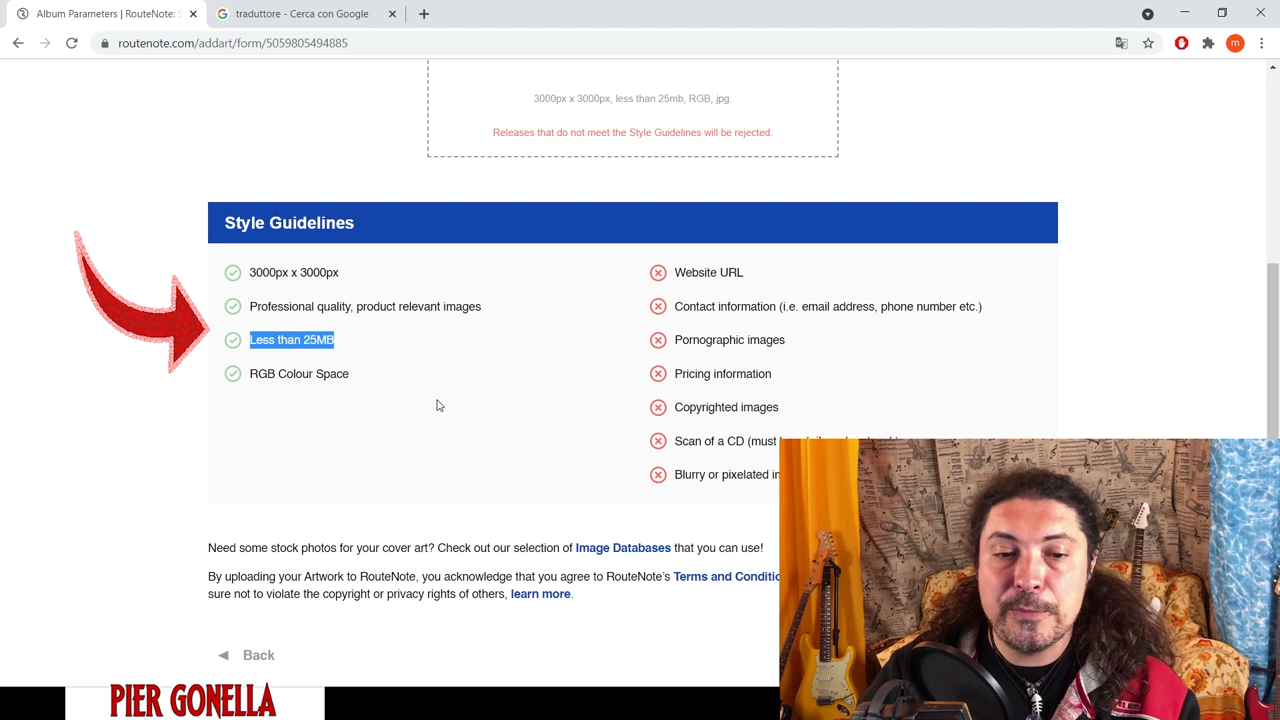 Album Parameters | RouteNote:
traduttore - Cerca con Google
routenote.com/addart/form/5059805494885
m
3000px x 3000px, less than 25mb, RGB, jpg.
Releases that do not meet the Style Guidelines will be rejected.
Style Guidelines
3000px x 3000px
Professional quality, product relevant images
Less than 25MB
RGB Colour Space
Website URL
Contact information (i.e. email address, phone number etc.)
Pornographic images
Pricing information
Copyrighted images
Scan of a CD (must
Blurry or pixelated
Need some stock photos for your cover art? Check out our selection of Image Databases that you can use!
By uploading your Artwork to RouteNote, you acknowledge that you agree to RouteNote's Terms and
sure not to violate the copyright or privacy rights of others, learn more.
Back
PIER GONELLA